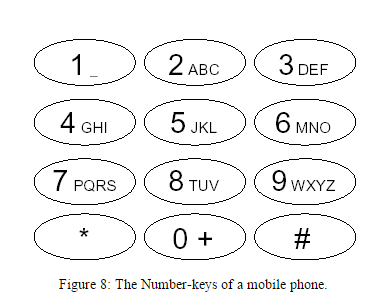 1 _ 2 ABC 3 DEF
4 GHI 5 JKL 6 MNO
7 PQRS 8 TUV 9 WXYZ
* 0 + #
Figure 8: The Number-keys of a mobile phone.